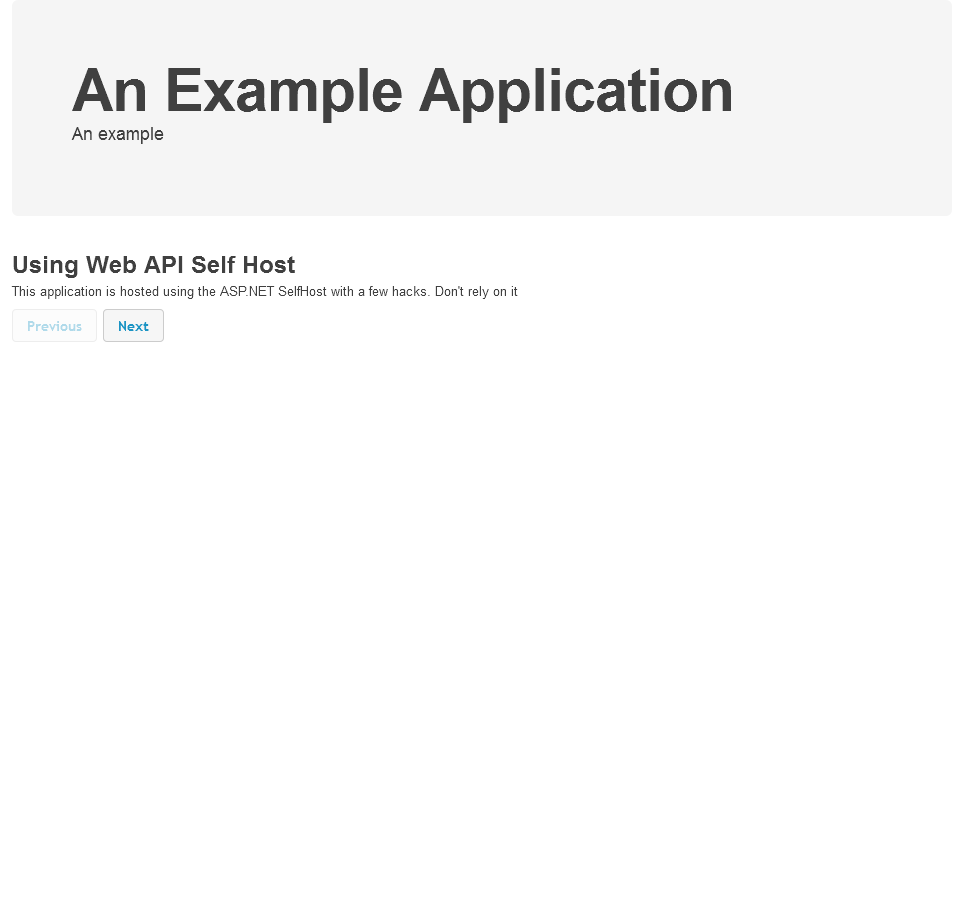 An Example Application
An example
Using Web API Self Host
This application is hosted using the ASP.NET SelfHost with a few hacks. Don't rely on it
Previous Next